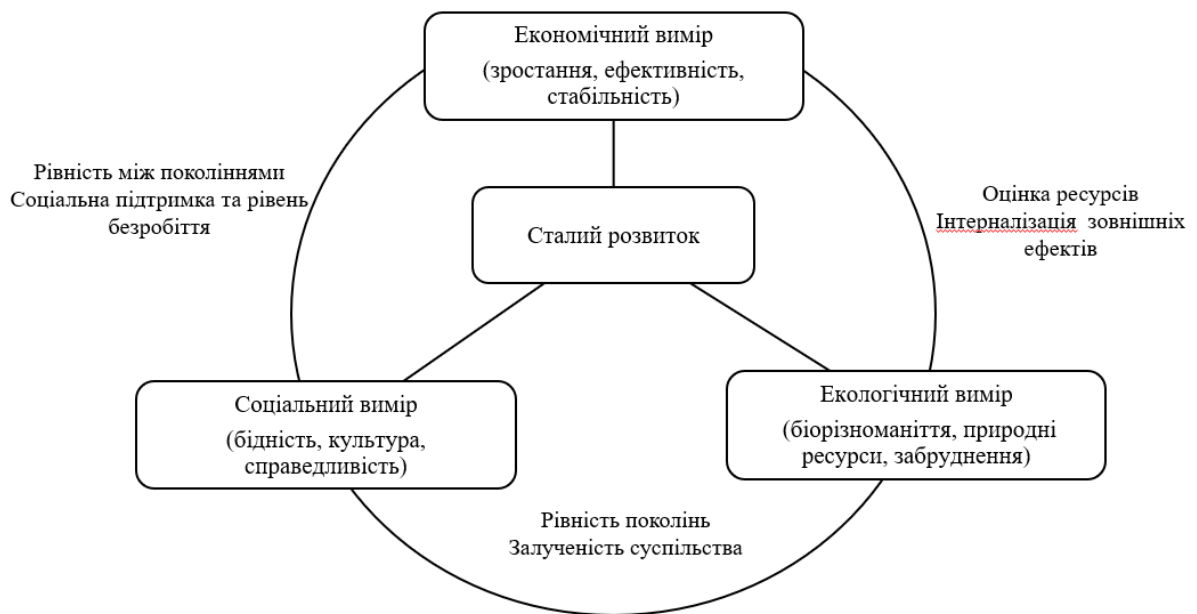 Економічний вимір
(зростання, ефективність,
стабільність)
Рівність між поколіннями
Соціальна підтримка та рівень
безробіття
Оцінка ресурсів
Інтерналізація зовнішніх
ефектів
Сталий розвиток
Соціальний вимір
(бідність, культура,
справедливість)
Екологічний вимір
(біорізноманіття, природні
ресурси, забруднення)
Рівність поколінь
Залученість суспільства